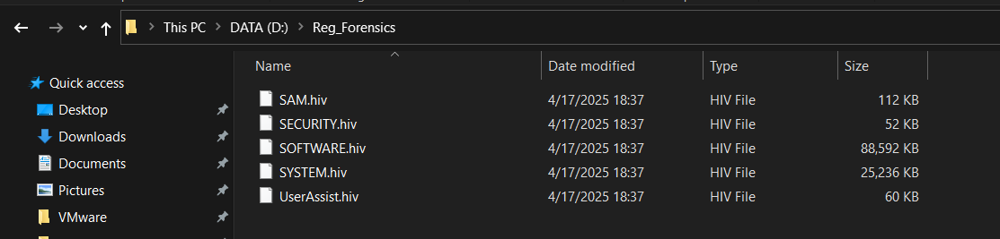 This PC > DATA (D:) > Reg_Forensics
Name Date modified Type Size
Quick access
Desktop
Downloads
Documents
Pictures
VMware
SAM.hiv 4/17/2025 18:37 HIV File 112 KB
SECURITY.hiv 4/17/2025 18:37 HIV File 52 KB
SOFTWARE.hiv 4/17/2025 18:37 HIV File 88,592 KB
SYSTEM.hiv 4/17/2025 18:37 HIV File 25,236 KB
UserAssist.hiv 4/17/2025 18:37 HIV File 60 KB